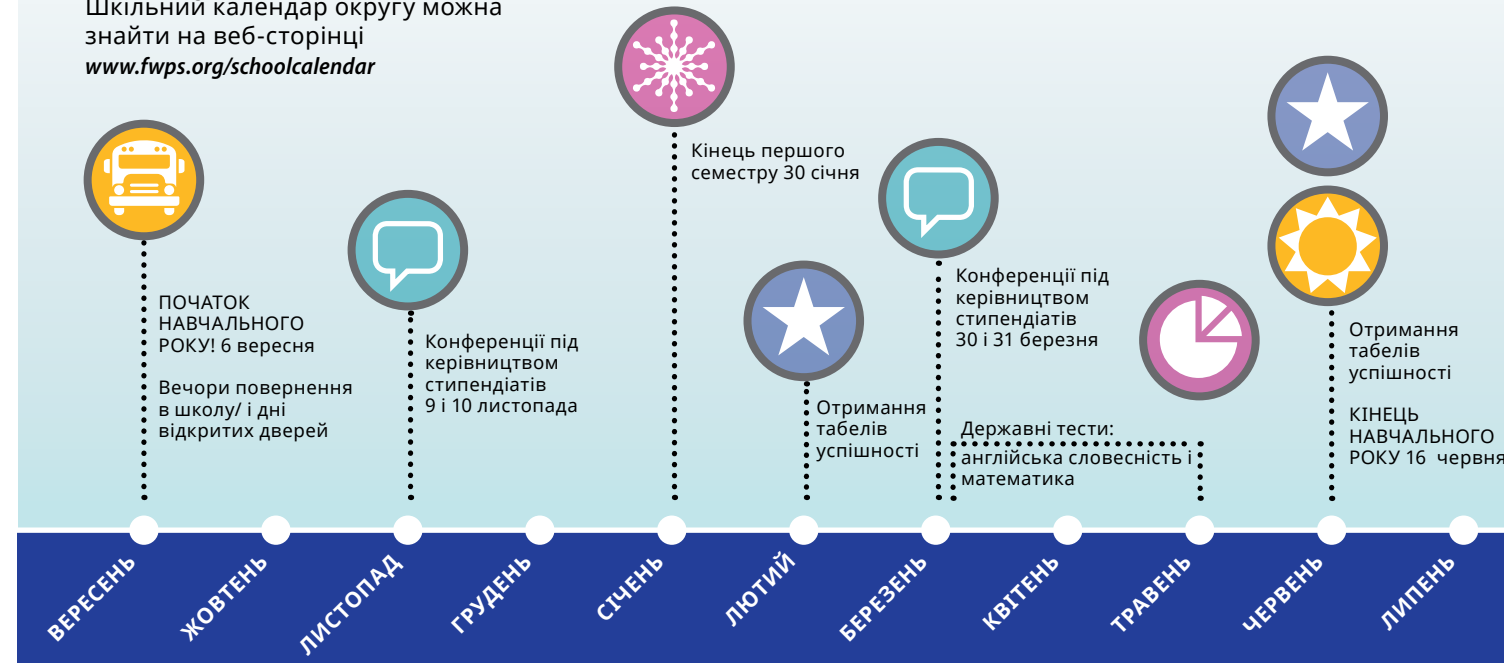 Шкільний календар округу можна
знайти на веб-сторінці
www.fwps.org/schoolcalendar
ПОЧАТОК
НАВЧАЛЬНОГО
РОКУ! 6 вересня
Вечори повернення
в школу/ і дні
відкритих дверей
Конференції під
керівництвом
стипендіатів
9 і 10 листопада
Кінець першого
семестру 30 січня
Отримання
табелів
успішності
Конференції під
керівництвом
стипендіатів
30 і 31 березня
Державні тести:
англійська словесність і
математика
Отримання
табелів
успішності
КІНЕЦЬ
НАВЧАЛЬНОГО
РОКУ 16 червня
ВЕРЕСЕНЬ
ЖОВТЕНЬ
ЛИСТОПАД
ГРУДЕНЬ
СІЧЕНЬ
ЛЮТИЙ
БЕРЕЗЕНЬ
КВІТЕНЬ
ТРАВЕНЬ
ЧЕРВЕНЬ
ЛИПЕНЬ